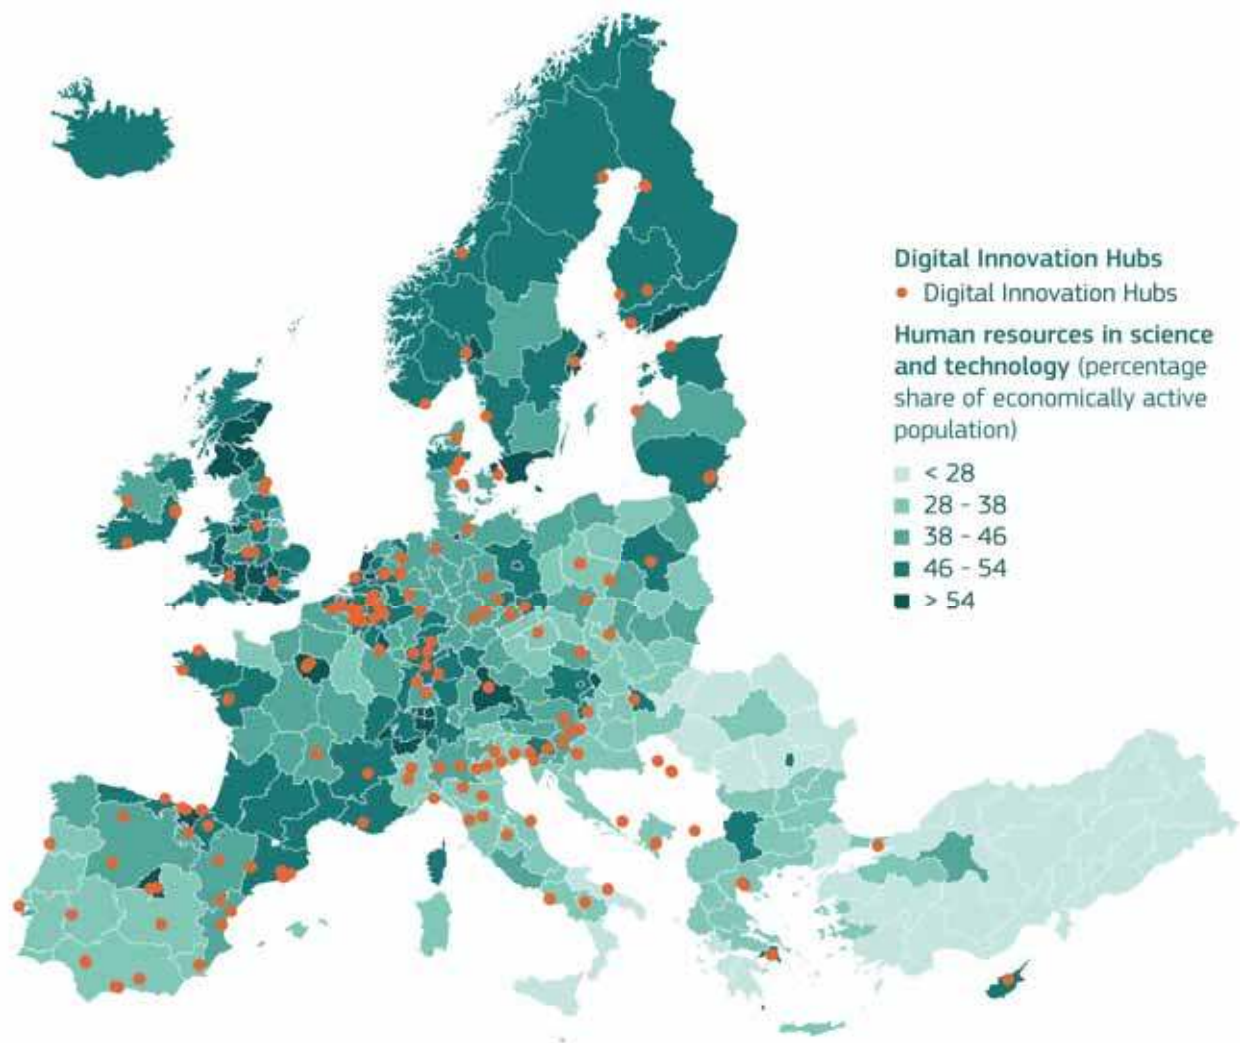 Digital Innovation Hubs
Digital Innovation Hubs
Human resources in science
and technology (percentage
share of economically active
population)
< 28
28 - 38
38 - 46
46 - 54
> 54